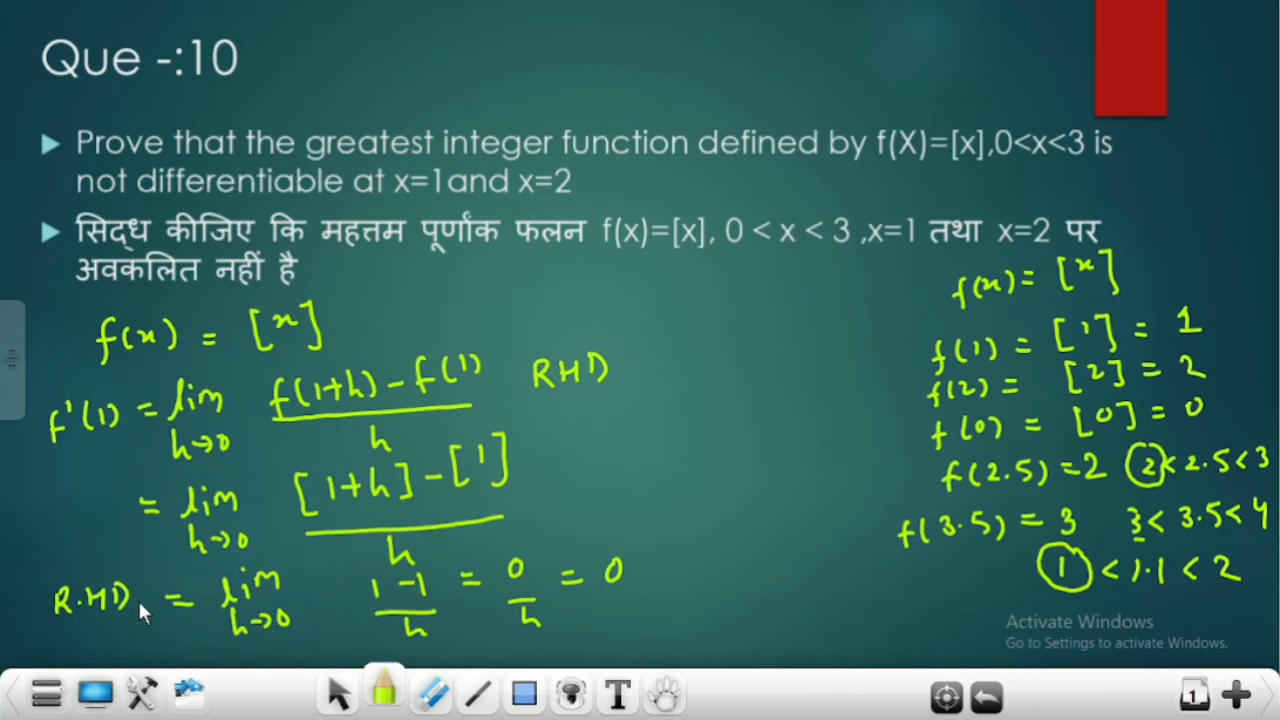 Que -:10
Prove that the greatest integer function defined by f(X)=[x],0<x<3 is
not differentiable at x=1and x=2
सिद्ध कीजिए कि महत्तम पूर्णांक फलन f(x)=[x], 0 < x < 3 ,x=1 तथा x=2 पर
अवकलित नहीं है
f(x) = [x]
f'(1) = lim h→0 f(1+h) - f(1) / h RHD
= lim h→0 [1+h] - [1] / h
R.HD = lim h→0 1-1 / h = 0 / h = 0
f(x) = [x]
f(1) = [1] = 1
f(2) = [2] = 2
f(0) = [0] = 0
f(2.5) = 2 2 < 2.5 < 3
f(3.5) = 3 3 < 3.5 < 4
1 < 1.1 < 2
Activate Windows
Go to Settings to activate Windows.
T
1